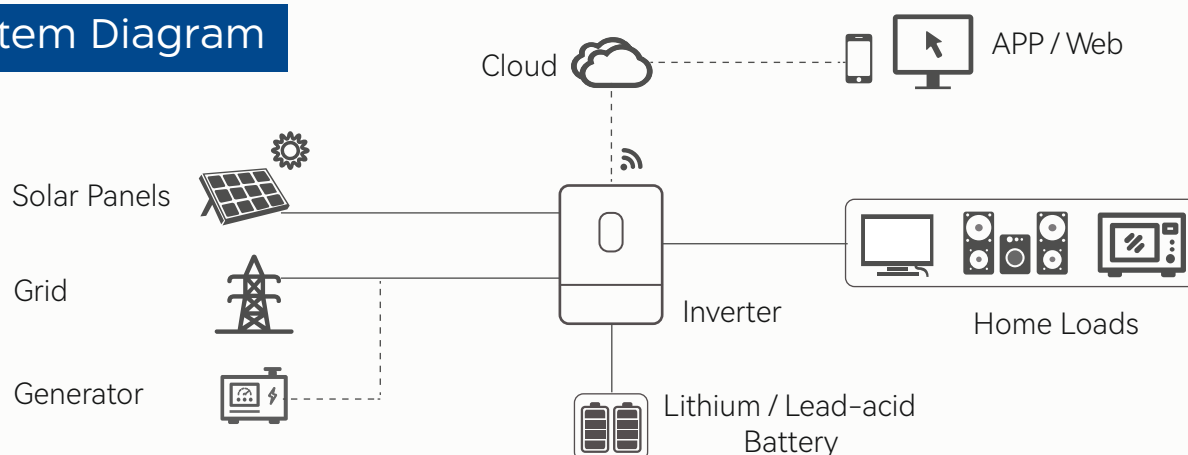 tem Diagram
Cloud
APP / Web
Solar Panels
Grid
Inverter
Home Loads
Generator
Lithium / Lead-acid
Battery